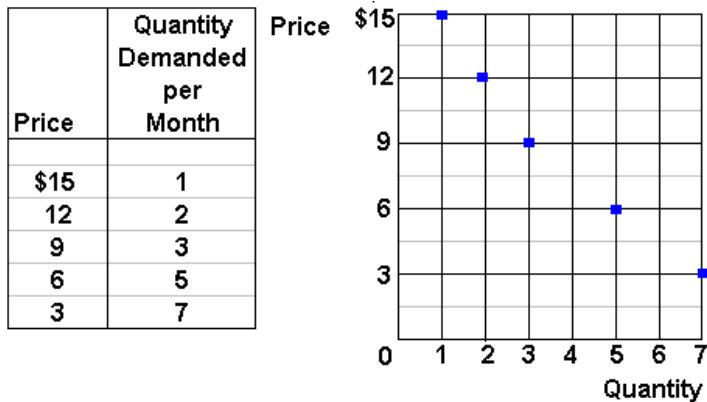 Quantity
Demanded
per
Price Month
$15 1
12 2
9 3
6 5
3 7
Price $15
12
9
6
3
0 1 2 3 4 5 6 7
Quantity